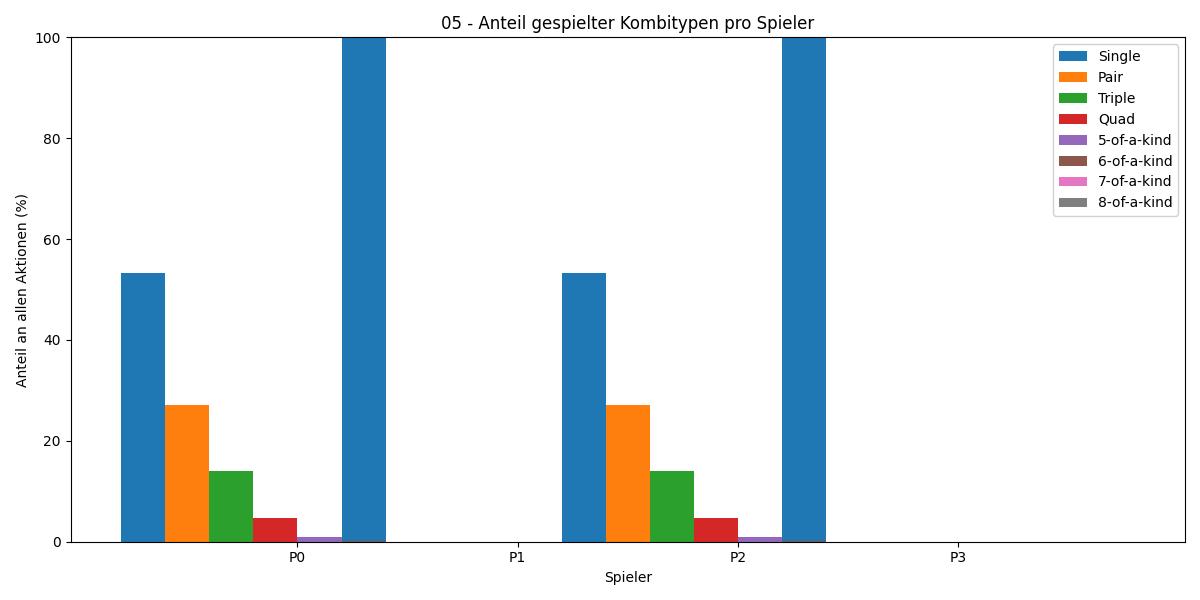 05 - Anteil gespielter Kombitypen pro Spieler
Anteil an allen Aktionen (%)
100
80
60
40
20
0
Single
Pair
Triple
Quad
5-of-a-kind
6-of-a-kind
7-of-a-kind
8-of-a-kind
P0 P1 P2 P3
Spieler